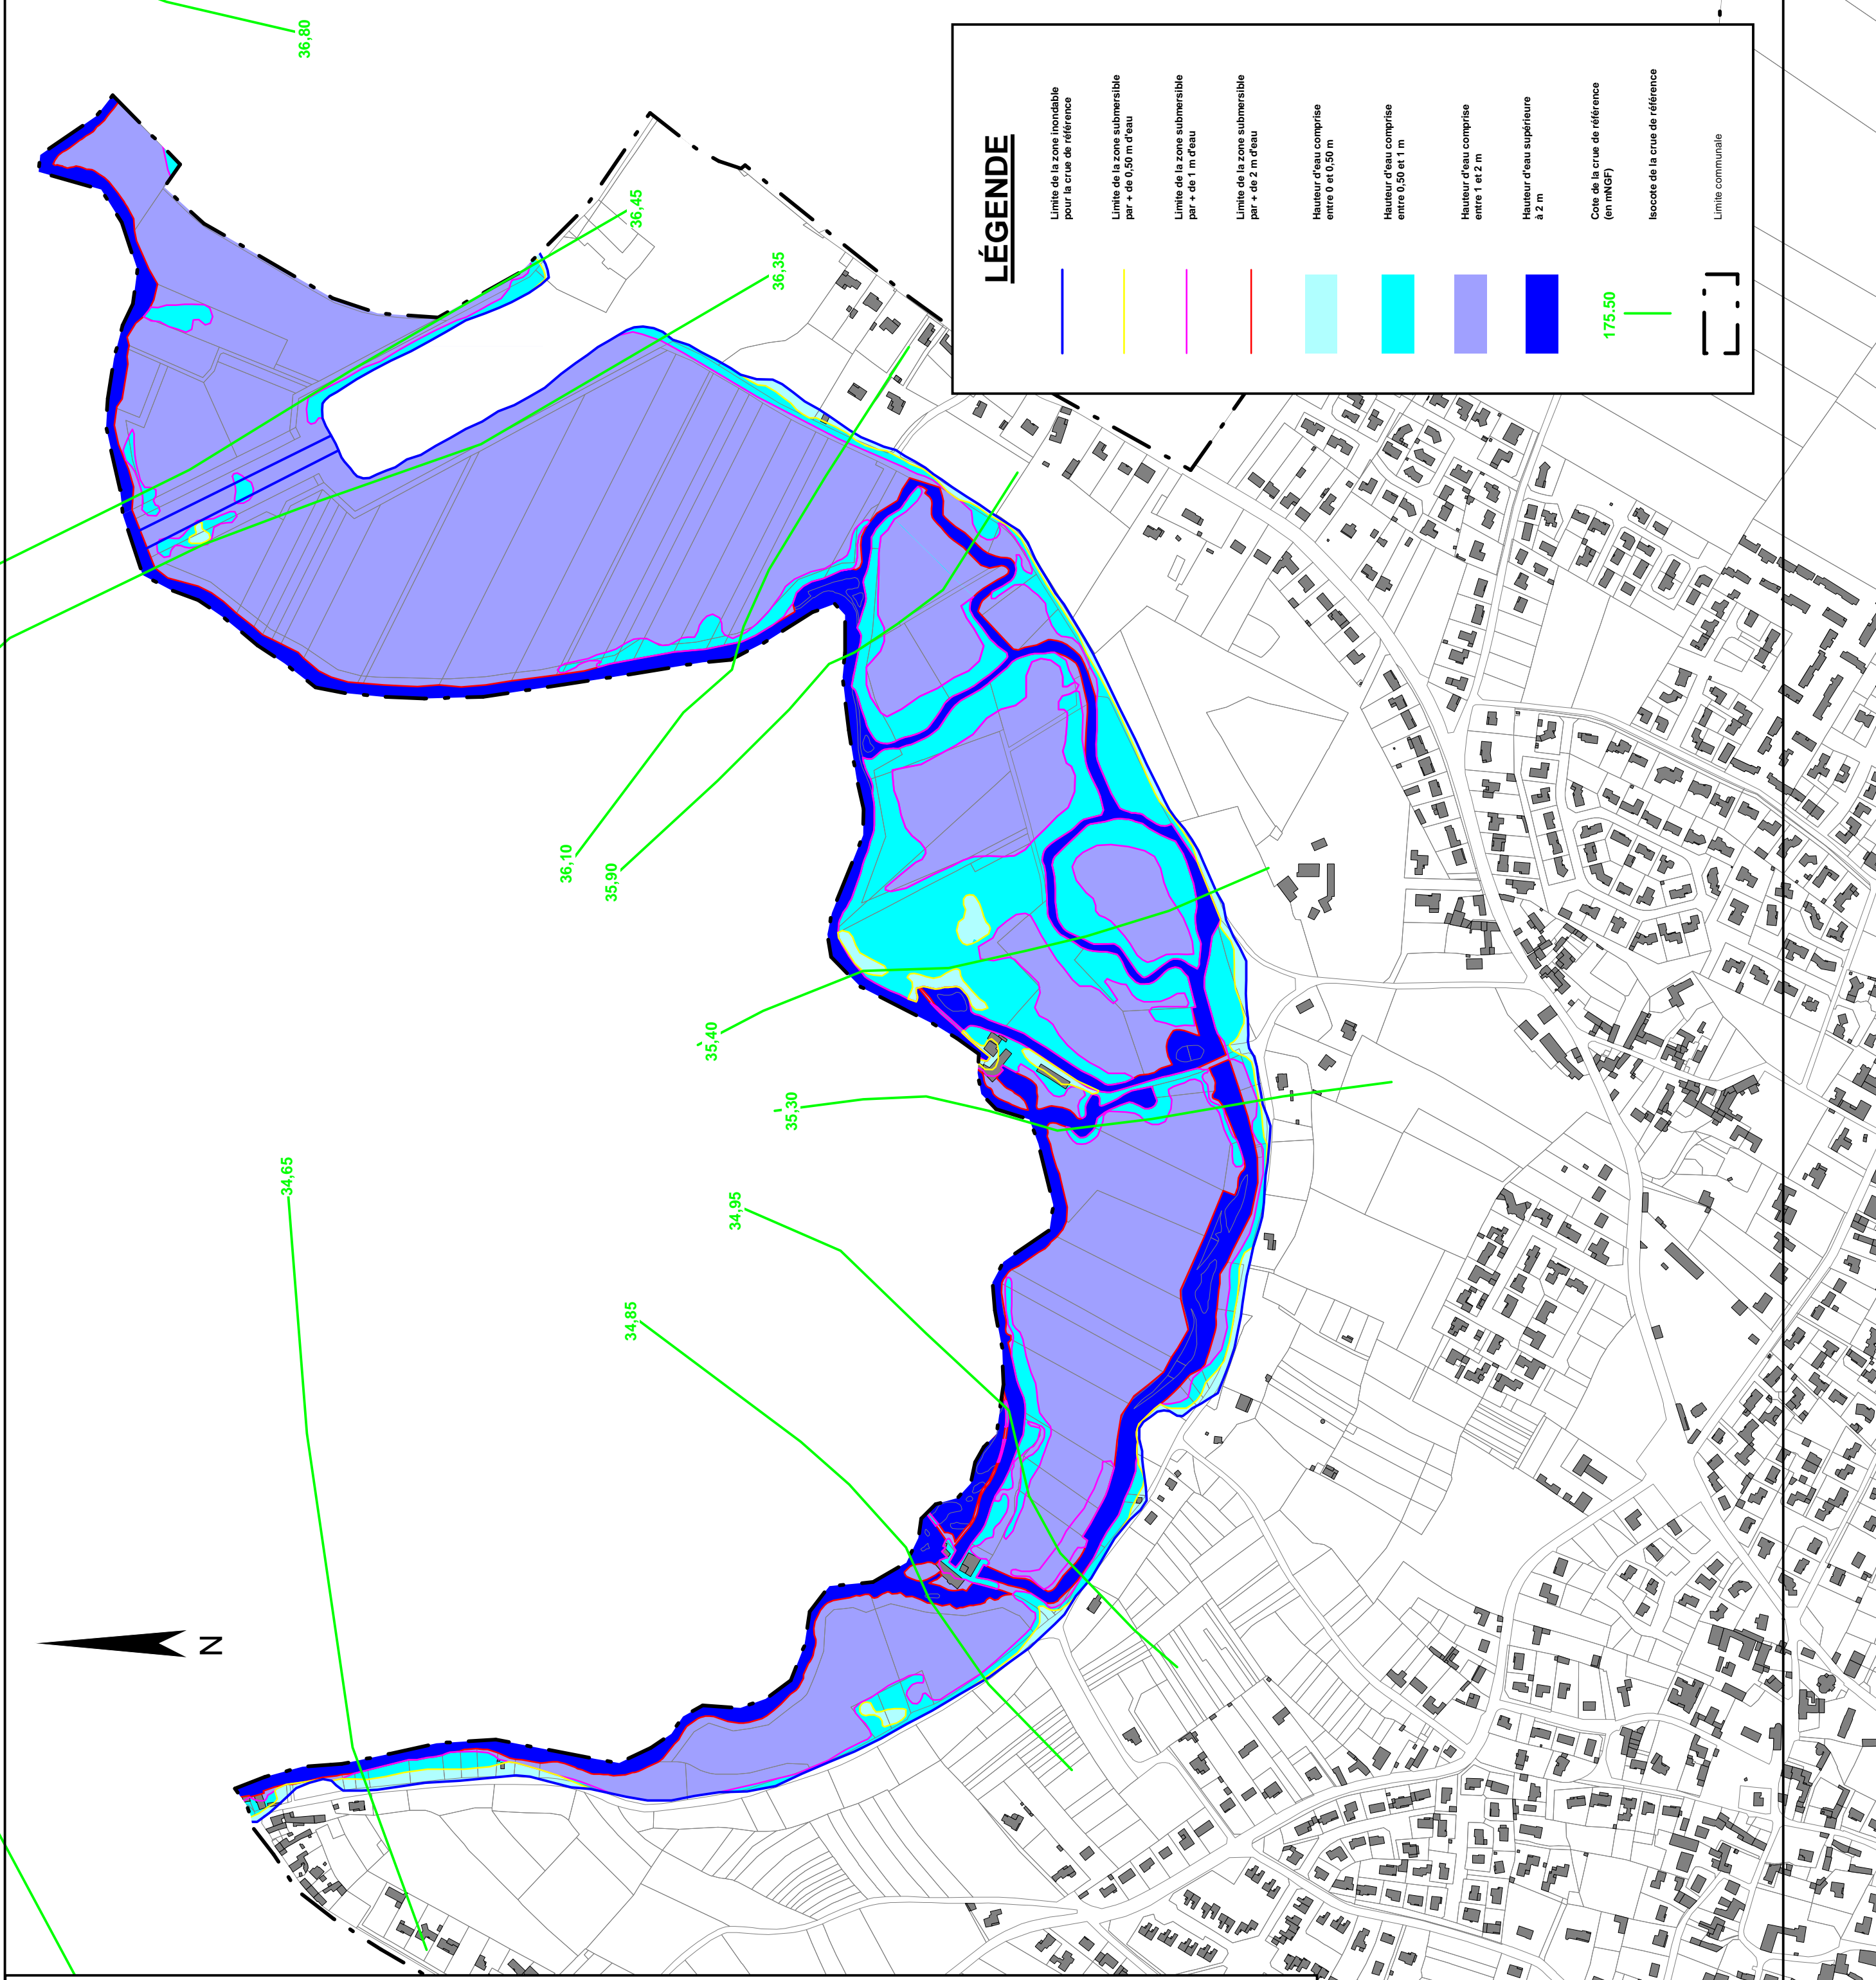 36,80
36,45
36,35
36,10
35,90
35,40
35,30
34,95
34,85
34,65
N
LÉGENDE
Limite de la zone inondable
pour la crue de référence
Limite de la zone submersible
par + de 0,50 m d'eau
Limite de la zone submersible
par + de 1 m d'eau
Limite de la zone submersible
par + de 2 m d'eau
Hauteur d'eau comprise
entre 0 et 0,50 m
Hauteur d'eau comprise
entre 0,50 et 1 m
Hauteur d'eau comprise
entre 1 et 2 m
Hauteur d'eau supérieure
à 2 m
175.50
Cote de la crue de référence
(en mNGF)
Isocote de la crue de référence
Limite communale